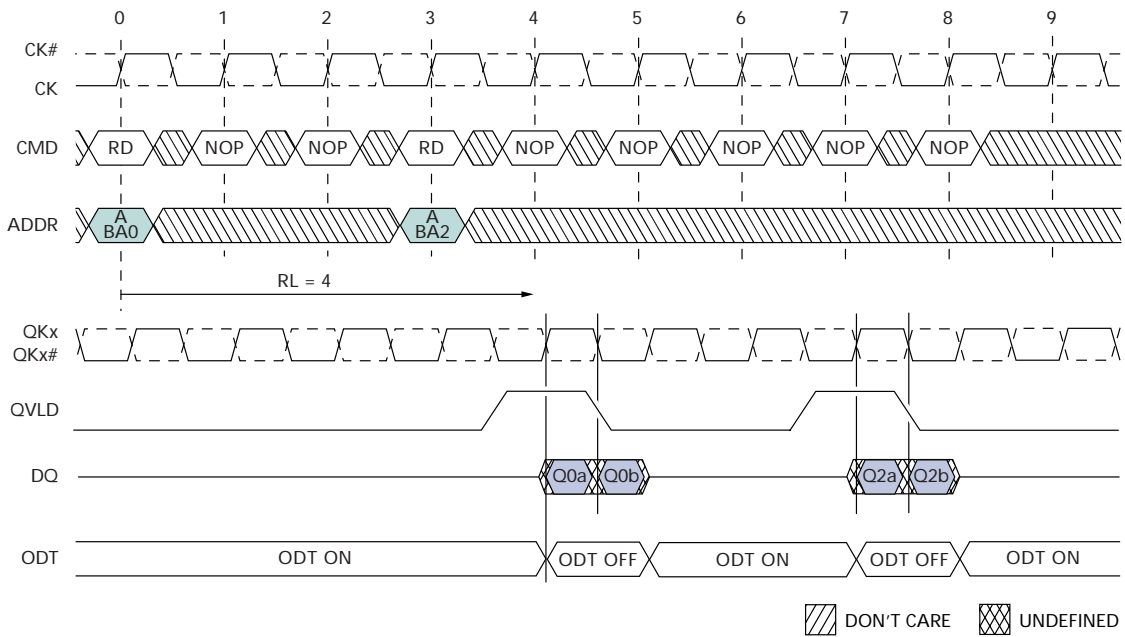 0 1 2 3 4 5 6 7 8 9
CK#
CK
CMD RD NOP NOP RD NOP NOP NOP NOP NOP
ADDR A BA0 A BA2
RL = 4
QKx
QKx#
QVLD
DQ Q0a Q0b Q2a Q2b
ODT ODT ON ODT OFF ODT ON ODT OFF ODT ON
DON'T CARE UNDEFINED